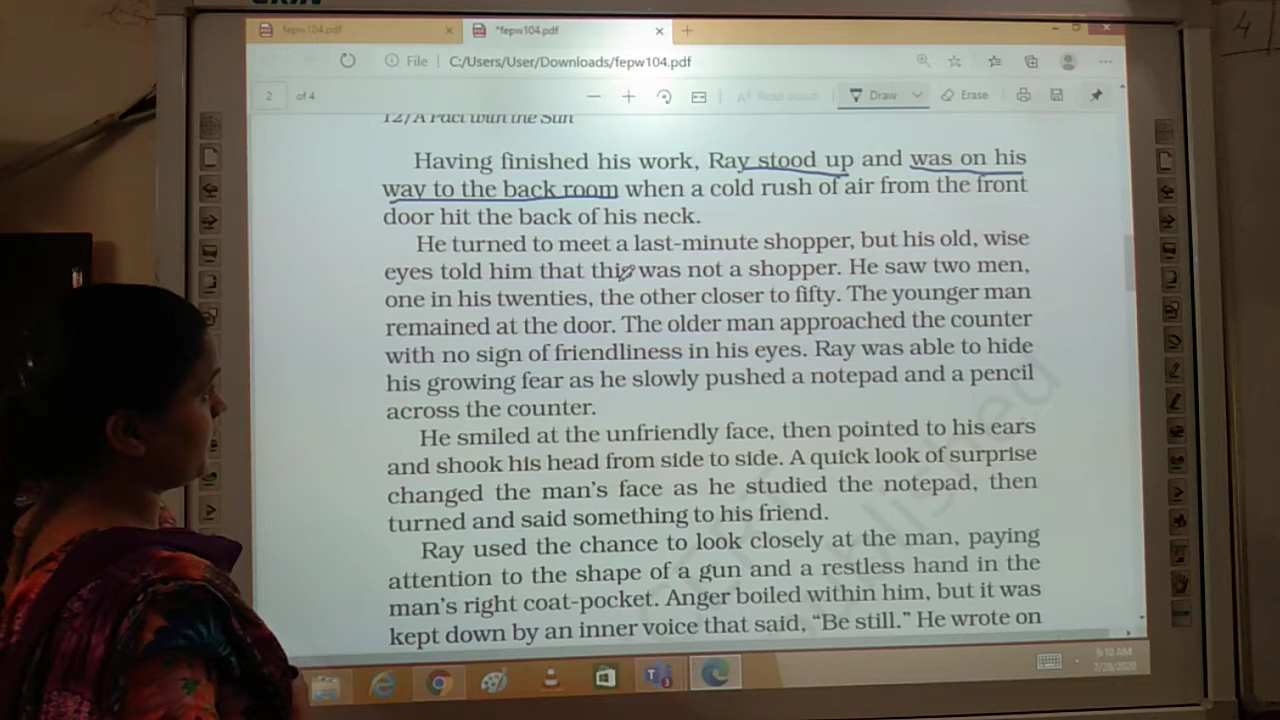 fepw104.pdf
*fepw104.pdf
File C:/Users/User/Downloads/fepw104.pdf
2 of 4
Read aloud
Draw
Erase
12/A Pact with the Sun
Having finished his work, Ray stood up and was on his
way to the back room when a cold rush of air from the front
door hit the back of his neck.
He turned to meet a last-minute shopper, but his old, wise
eyes told him that this was not a shopper. He saw two men,
one in his twenties, the other closer to fifty. The younger man
remained at the door. The older man approached the counter
with no sign of friendliness in his eyes. Ray was able to hide
his growing fear as he slowly pushed a notepad and a pencil
across the counter.
He smiled at the unfriendly face, then pointed to his ears
and shook his head from side to side. A quick look of surprise
changed the man's face as he studied the notepad, then
turned and said something to his friend.
Ray used the chance to look closely at the man, paying
attention to the shape of a gun and a restless hand in the
man's right coat-pocket. Anger boiled within him, but it was
kept down by an inner voice that said, “Be still.” He wrote on
9:10 AM
7/28/2020
4